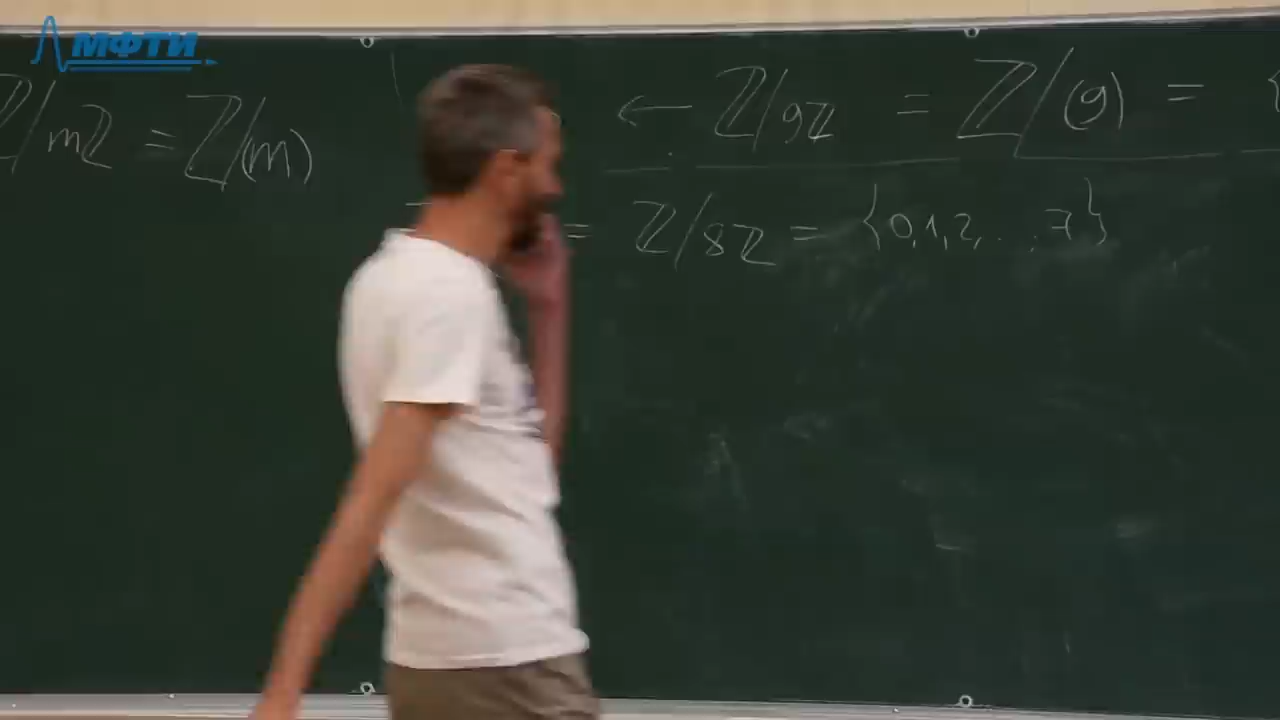 МФТИ
ℤ/mℤ = ℤ/(m)
← ℤ/9ℤ = ℤ/(9) = {
= ℤ/8ℤ = {0,1,2,...,7}